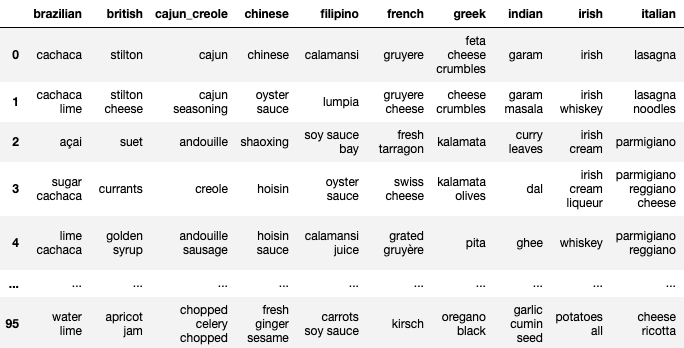 brazilian british cajun_creole chinese filipino french greek indian irish italian
0 cachaca stilton cajun chinese calamansi gruyere feta cheese crumbles garam irish lasagna
1 cachaca lime stilton cheese cajun seasoning oyster sauce lumpia gruyere cheese cheese crumbles garam masala irish whiskey lasagna noodles
2 açai suet andouille shaoxing soy sauce bay fresh tarragon kalamata curry leaves irish cream parmigiano
3 sugar cachaca currants creole hoisin oyster sauce swiss cheese kalamata olives dal irish cream liqueur parmigiano reggiano cheese
4 lime cachaca golden syrup andouille sausage hoisin sauce calamansi juice grated gruyère pita ghee whiskey parmigiano reggiano
... ... ... ... ... ... ... ... ... ... ...
95 water lime apricot jam chopped celery chopped fresh ginger sesame carrots soy sauce kirsch oregano black garlic cumin seed potatoes all cheese ricotta